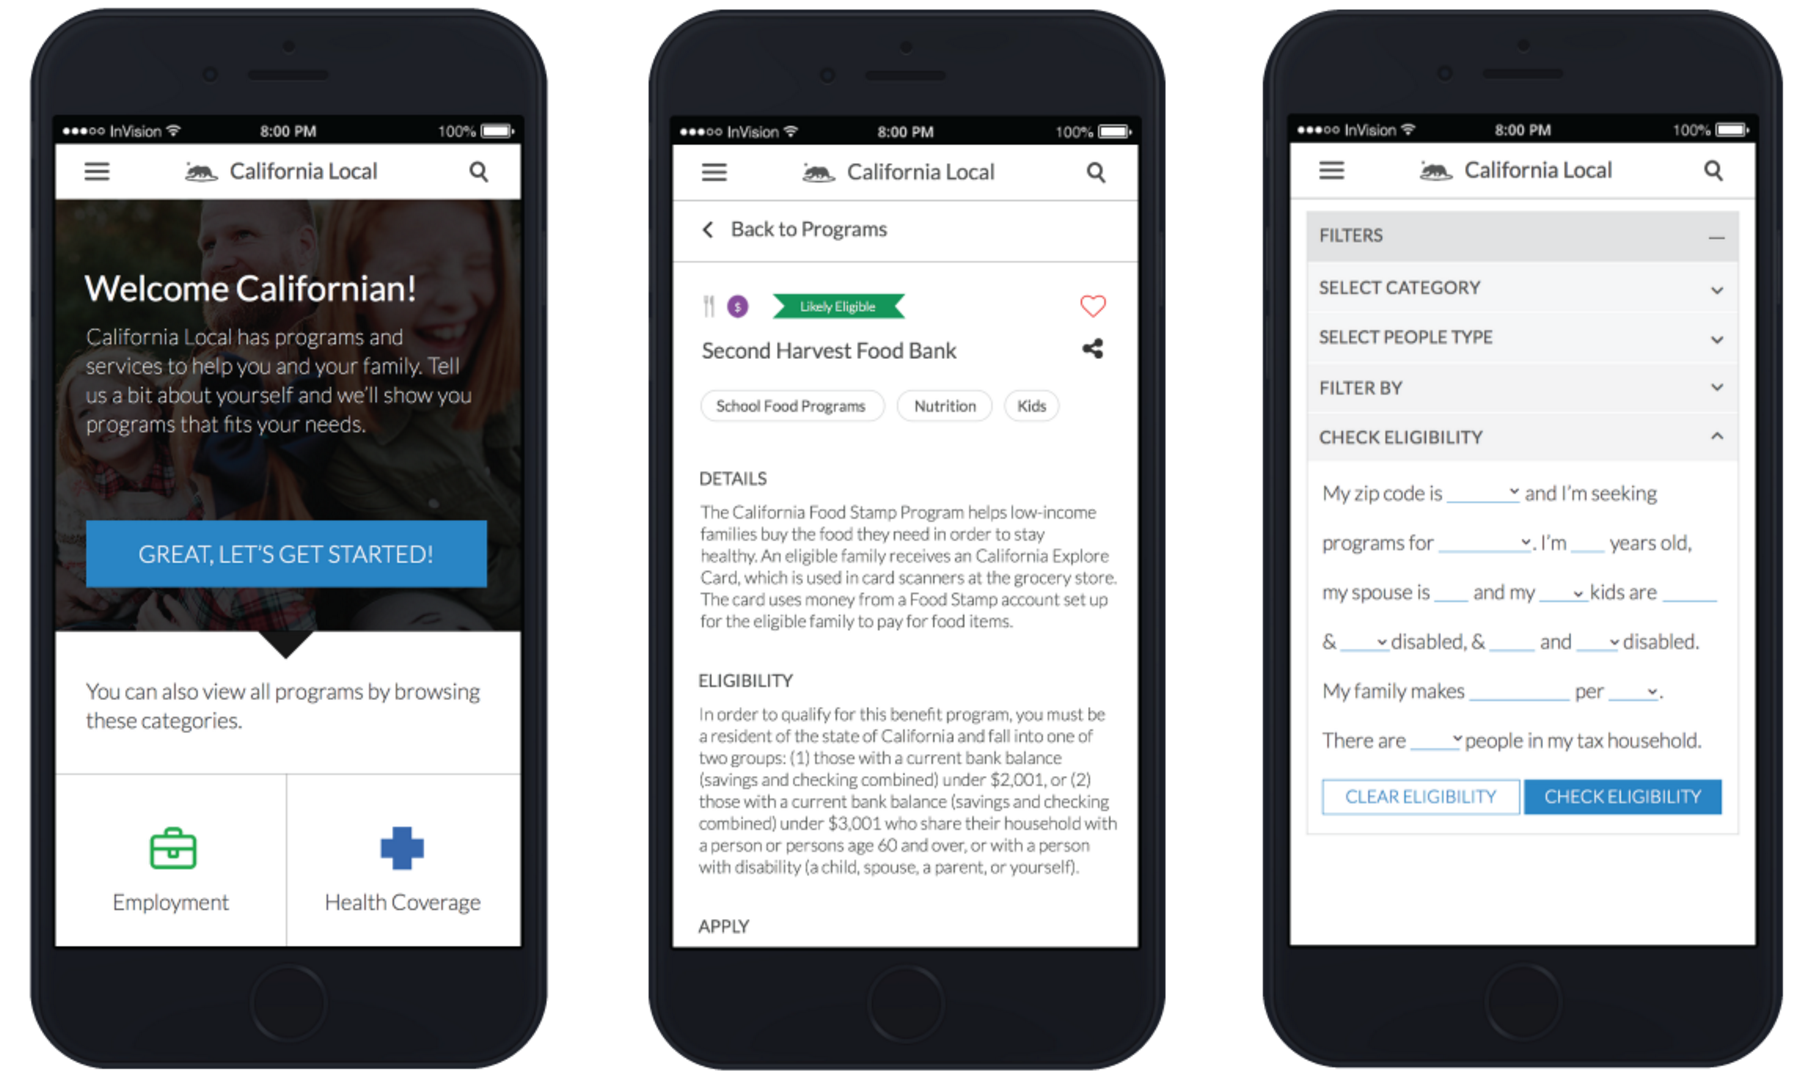 InVision 8:00 PM 100%
California Local
Welcome Californian!
California Local has programs and
services to help you and your family. Tell
us a bit about yourself and we'll show you
programs that fits your needs.
GREAT, LET'S GET STARTED!
You can also view all programs by browsing
these categories.
Employment
Health Coverage
InVision 8:00 PM 100%
California Local
Back to Programs
$
Likely Eligible
Second Harvest Food Bank
School Food Programs
Nutrition
Kids
DETAILS
The California Food Stamp Program helps low-income
families buy the food they need in order to stay
healthy. An eligible family receives an California Explore
Card, which is used in card scanners at the grocery store.
The card uses money from a Food Stamp account set up
for the eligible family to pay for food items.
ELIGIBILITY
In order to qualify for this benefit program, you must be
a resident of the state of California and fall into one of
two groups: (1) those with a current bank balance
(savings and checking combined) under $2,001, or (2)
those with a current bank balance (savings and checking
combined) under $3,001 who share their household with
a person or persons age 60 and over, or with a person
with disability (a child, spouse, a parent, or yourself).
APPLY
InVision 8:00 PM 100%
California Local
FILTERS
SELECT CATEGORY
SELECT PEOPLE TYPE
FILTER BY
CHECK ELIGIBILITY
My zip code is ______ and I'm seeking
programs for ______. I'm ___ years old,
my spouse is ___ and my ___ kids are _____
& ___ disabled, & ____ and ___ disabled.
My family makes ________ per ____.
There are ____ people in my tax household.
CLEAR ELIGIBILITY
CHECK ELIGIBILITY